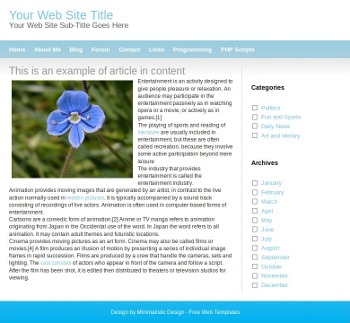 Your Web Site Title
Your Web Site Sub-Title Goes Here
Home About Me Blog Forum Contact Links Programming PHP Scripts
This is an example of article in content
Entertainment is an activity designed to
give people pleasure or relaxation. An
audience may participate in the
entertainment passively as in watching
opera or a movie, or actively as in
games.[1]
The playing of sports and reading of
literature are usually included in
entertainment, but these are often
called recreation, because they involve
some active participation beyond mere
leisure
The industry that provides
entertainment is called the
entertainment industry.
Animation provides moving images that are generated by an artist, in contrast to the live
action normally used in motion pictures. It is typically accompanied by a sound track
consisting of recordings of live actors. Animation is often used in computer-based forms of
entertainment.
Cartoons are a comedic form of animation.[2] Anime or TV manga refers to animation
originating from Japan in the Occidental use of the word. In Japan the word refers to all
animation. It may contain adult themes and futuristic locations.
Cinema provides moving pictures as an art form. Cinema may also be called films or
movies.[4] A film produces an illusion of motion by presenting a series of individual image
frames in rapid succession. Films are produced by a crew that handle the cameras, sets and
lighting. The cast consists of actors who appear in front of the camera and follow a script.
After the film has been shot, it is edited then distributed to theaters or television studios for
viewing.
Categories
Politics
Fun and Sports
Daily News
Art and History
Archives
January
February
March
April
May
June
July
August
September
October
November
December
Design by Minimalistic Design - Free Web Templates